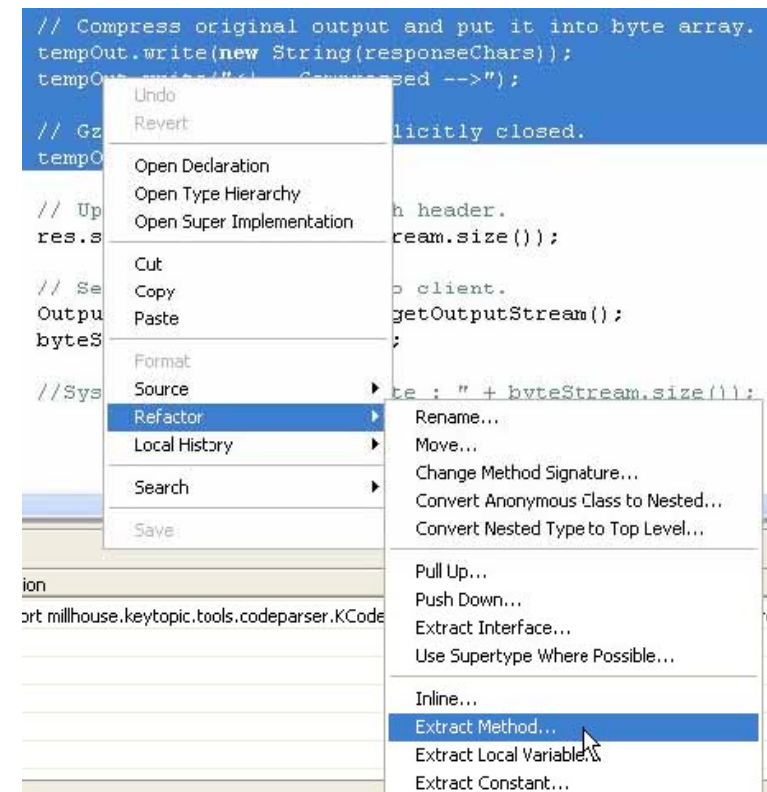 // Compress original output and put it into byte array.
tempOut.write(new String(responseChars));
tempOut.write("<!-- Compressed -->");
// Gz licitly closed.
tempO
// Up h header.
res.s ream.size());
// Se o client.
Outpu getOutputStream();
byteS ;
//Sys te : " + byteStream.size());
Undo
Revert
Open Declaration
Open Type Hierarchy
Open Super Implementation
Cut
Copy
Paste
Format
Source
Refactor
Local History
Search
Save
Rename...
Move...
Change Method Signature...
Convert Anonymous Class to Nested...
Convert Nested Type to Top Level...
Pull Up...
Push Down...
Extract Interface...
Use Supertype Where Possible...
Inline...
Extract Method...
Extract Local Variable...
Extract Constant...
ion
ort millhouse.keytopic.tools.codeparser.KCode